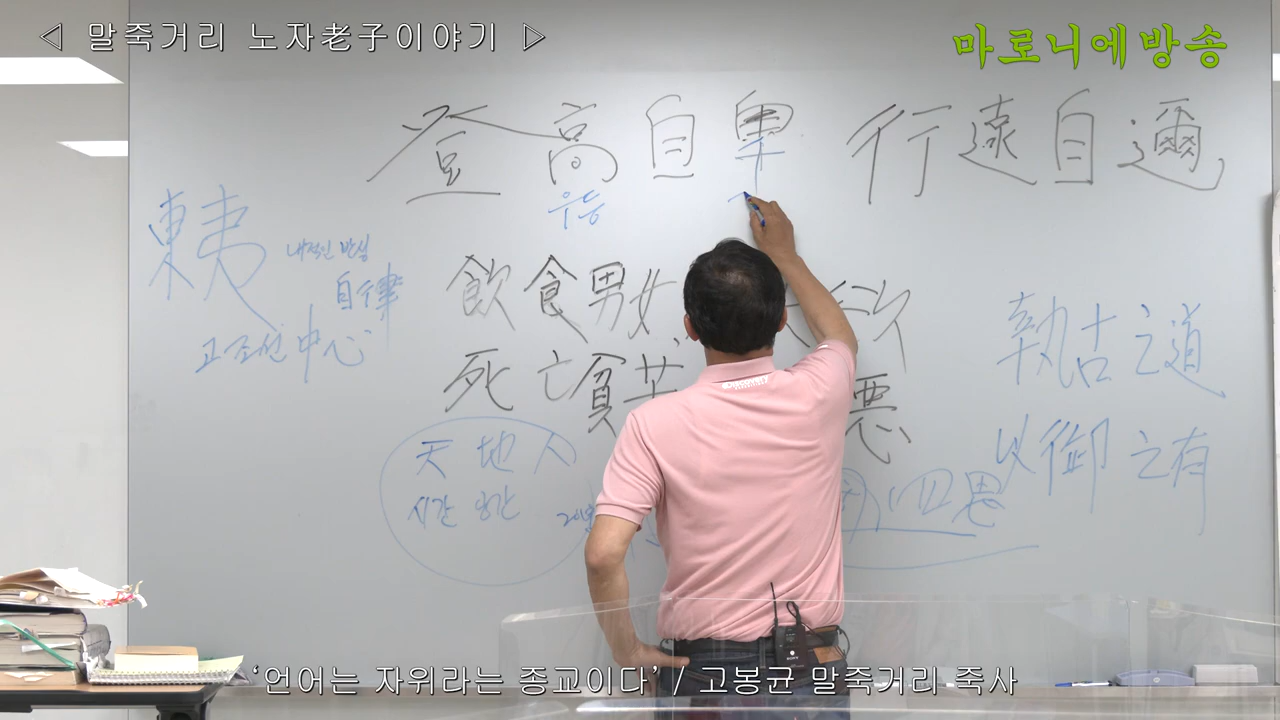 ◁ 말죽거리 노자老子이야기 ▷
마로니에방송
登高自卑 行遠自邇
우등
東夷
내적인 반성
自律
고조선 中心
飮食男女
死亡貧苦
惡
天地人
시간 공간
四思
執古之道
以御之有
'언어는 자위라는 종교이다' / 고봉균 말죽거리 죽사